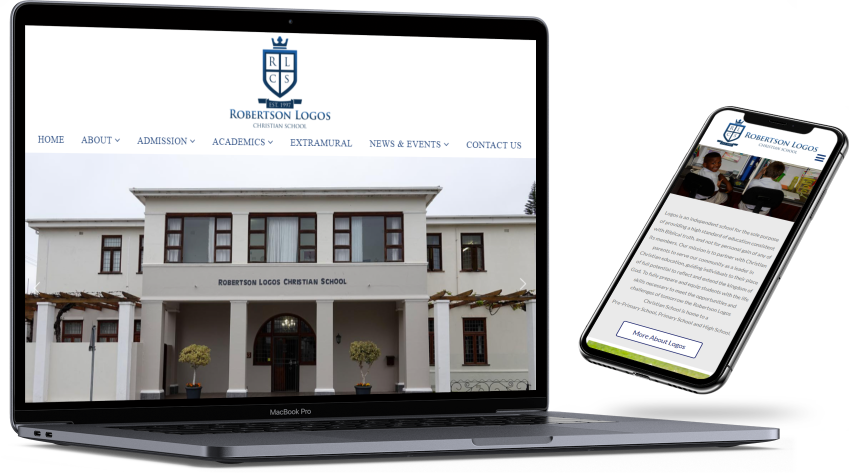 R L
C S
EST. 1997
ROBERTSON LOGOS
CHRISTIAN SCHOOL
HOME ABOUT ADMISSION ACADEMICS EXTRAMURAL NEWS & EVENTS CONTACT US
ROBERTSON LOGOS CHRISTIAN SCHOOL
MacBook Pro
ROBERTSON LOGOS
CHRISTIAN SCHOOL
Logos is an independent school for the sole purpose
of providing a high standard of education consistent
with Biblical truth, and not for personal gain of any of
its members. Our mission is to partner with Christian
parents to serve our community as a leader in
Christian education, guiding individuals to their place
of full potential to reflect and extend the kingdom of
God. To fully prepare and equip students with the life
skills necessary to meet the opportunities and
challenges of tomorrow the Robertson Logos
Christian School is home to a
Pre-Primary School, Primary School and High School.
More About Logos